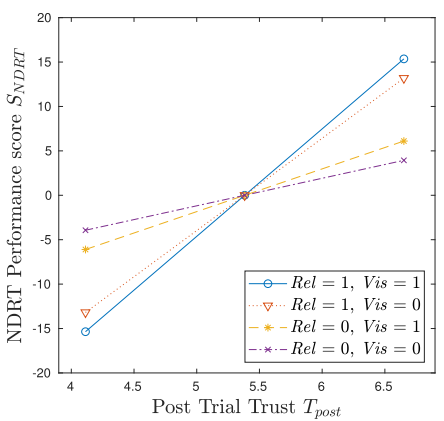 NDRT Performance score S_NDRT
20
15
10
5
0
-5
-10
-15
-20
Rel = 1, Vis = 1
Rel = 1, Vis = 0
Rel = 0, Vis = 1
Rel = 0, Vis = 0
4 4.5 5 5.5 6 6.5
Post Trial Trust T_post